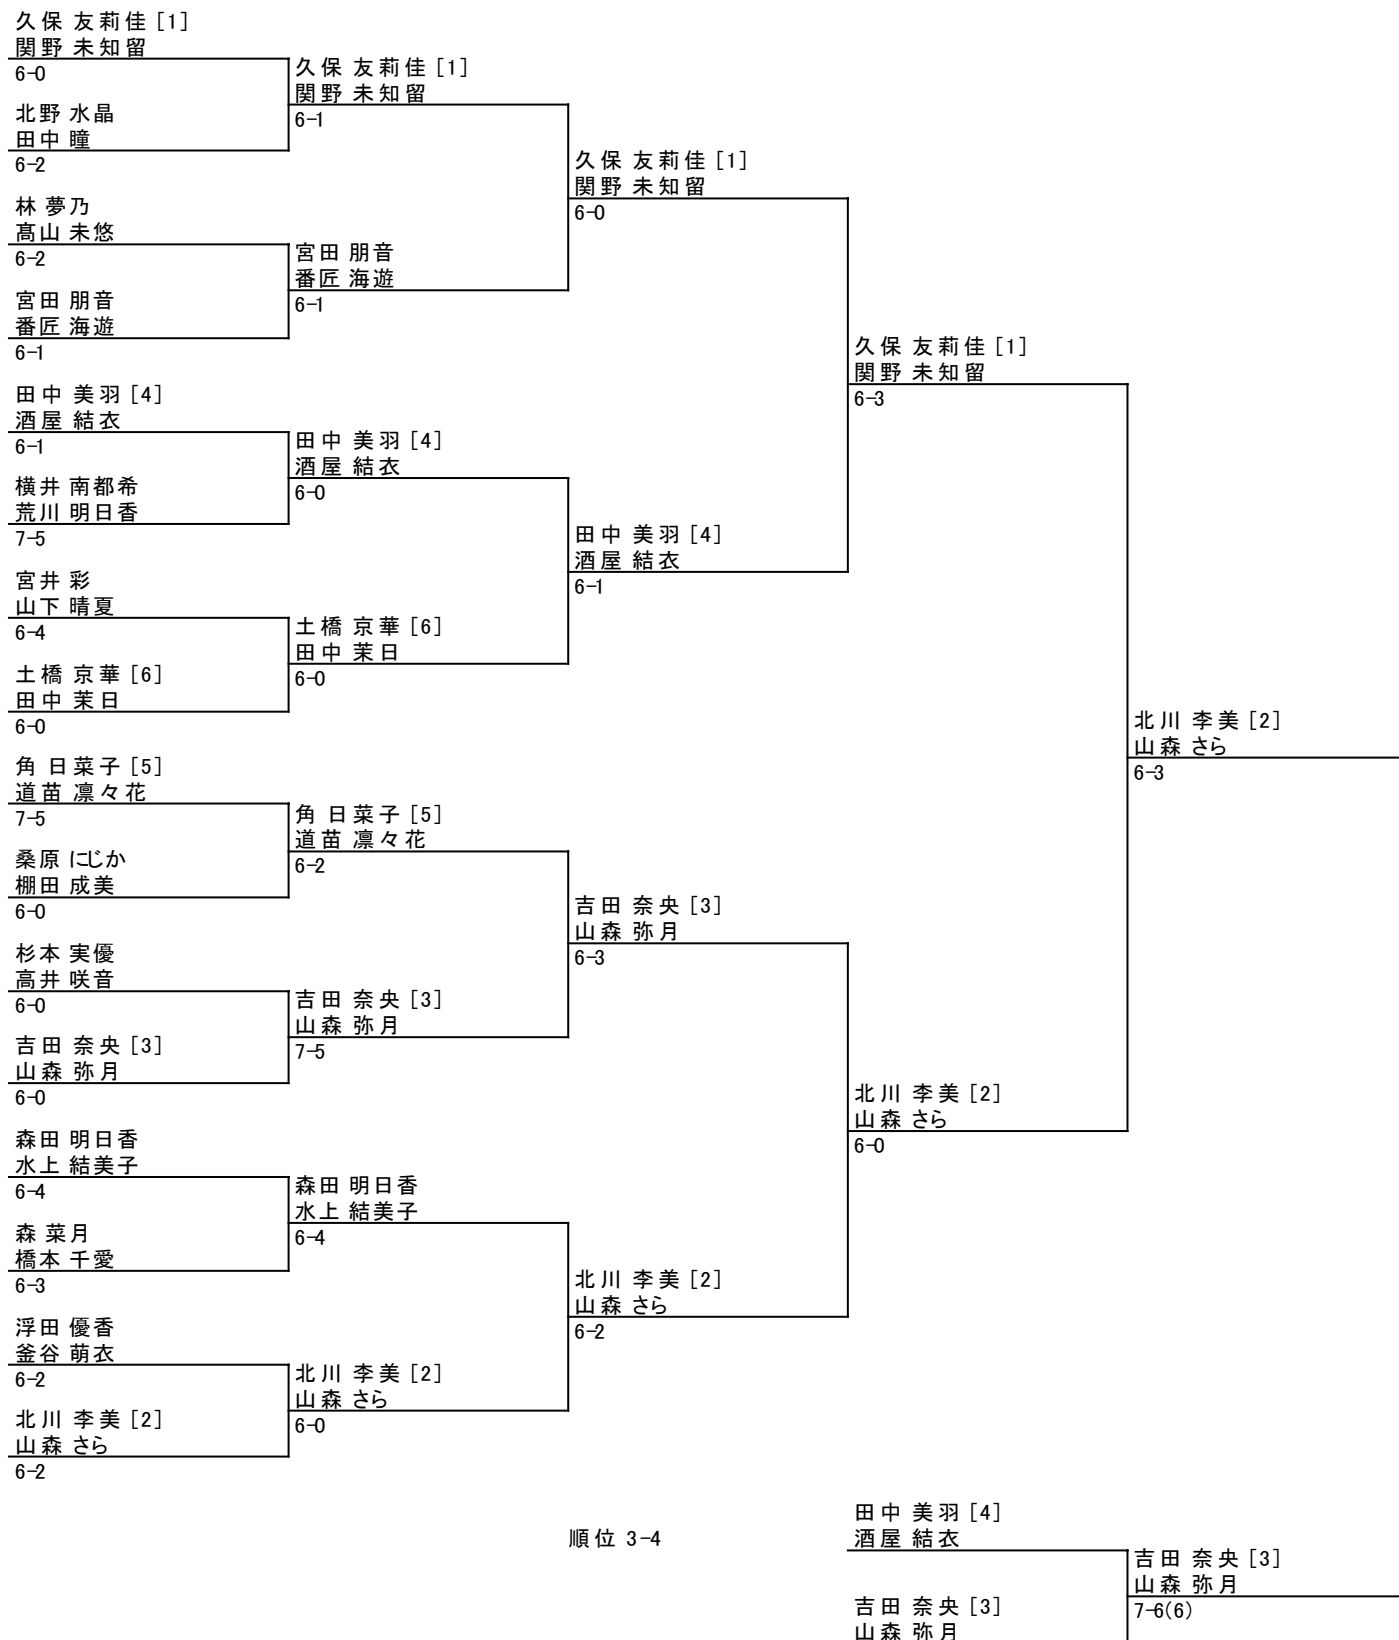 久保 友莉佳 [1]
関野 未知留
6-0
北野 水晶
田中 瞳
6-2
林 夢乃
髙山 未悠
6-2
宮田 朋音
番匠 海遊
6-1
田中 美羽 [4]
酒屋 結衣
6-1
横井 南都希
荒川 明日香
7-5
宮井 彩
山下 晴夏
6-4
土橋 京華 [6]
田中 茉日
6-0
角 日菜子 [5]
道苗 凛々花
7-5
桑原 にじか
棚田 成美
6-0
杉本 実優
高井 咲音
6-0
吉田 奈央 [3]
山森 弥月
6-0
森田 明日香
水上 結美子
6-4
森 菜月
橋本 千愛
6-3
浮田 優香
釜谷 萌衣
6-2
北川 李美 [2]
山森 さら
6-2
久保 友莉佳 [1]
関野 未知留
6-1
宮田 朋音
番匠 海遊
6-1
田中 美羽 [4]
酒屋 結衣
6-0
土橋 京華 [6]
田中 茉日
6-0
角 日菜子 [5]
道苗 凛々花
6-2
吉田 奈央 [3]
山森 弥月
7-5
森田 明日香
水上 結美子
6-4
北川 李美 [2]
山森 さら
6-0
久保 友莉佳 [1]
関野 未知留
6-0
田中 美羽 [4]
酒屋 結衣
6-1
吉田 奈央 [3]
山森 弥月
6-3
北川 李美 [2]
山森 さら
6-2
久保 友莉佳 [1]
関野 未知留
6-3
北川 李美 [2]
山森 さら
6-0
北川 李美 [2]
山森 さら
6-3
順位 3-4
田中 美羽 [4]
酒屋 結衣
吉田 奈央 [3]
山森 弥月
吉田 奈央 [3]
山森 弥月
7-6(6)